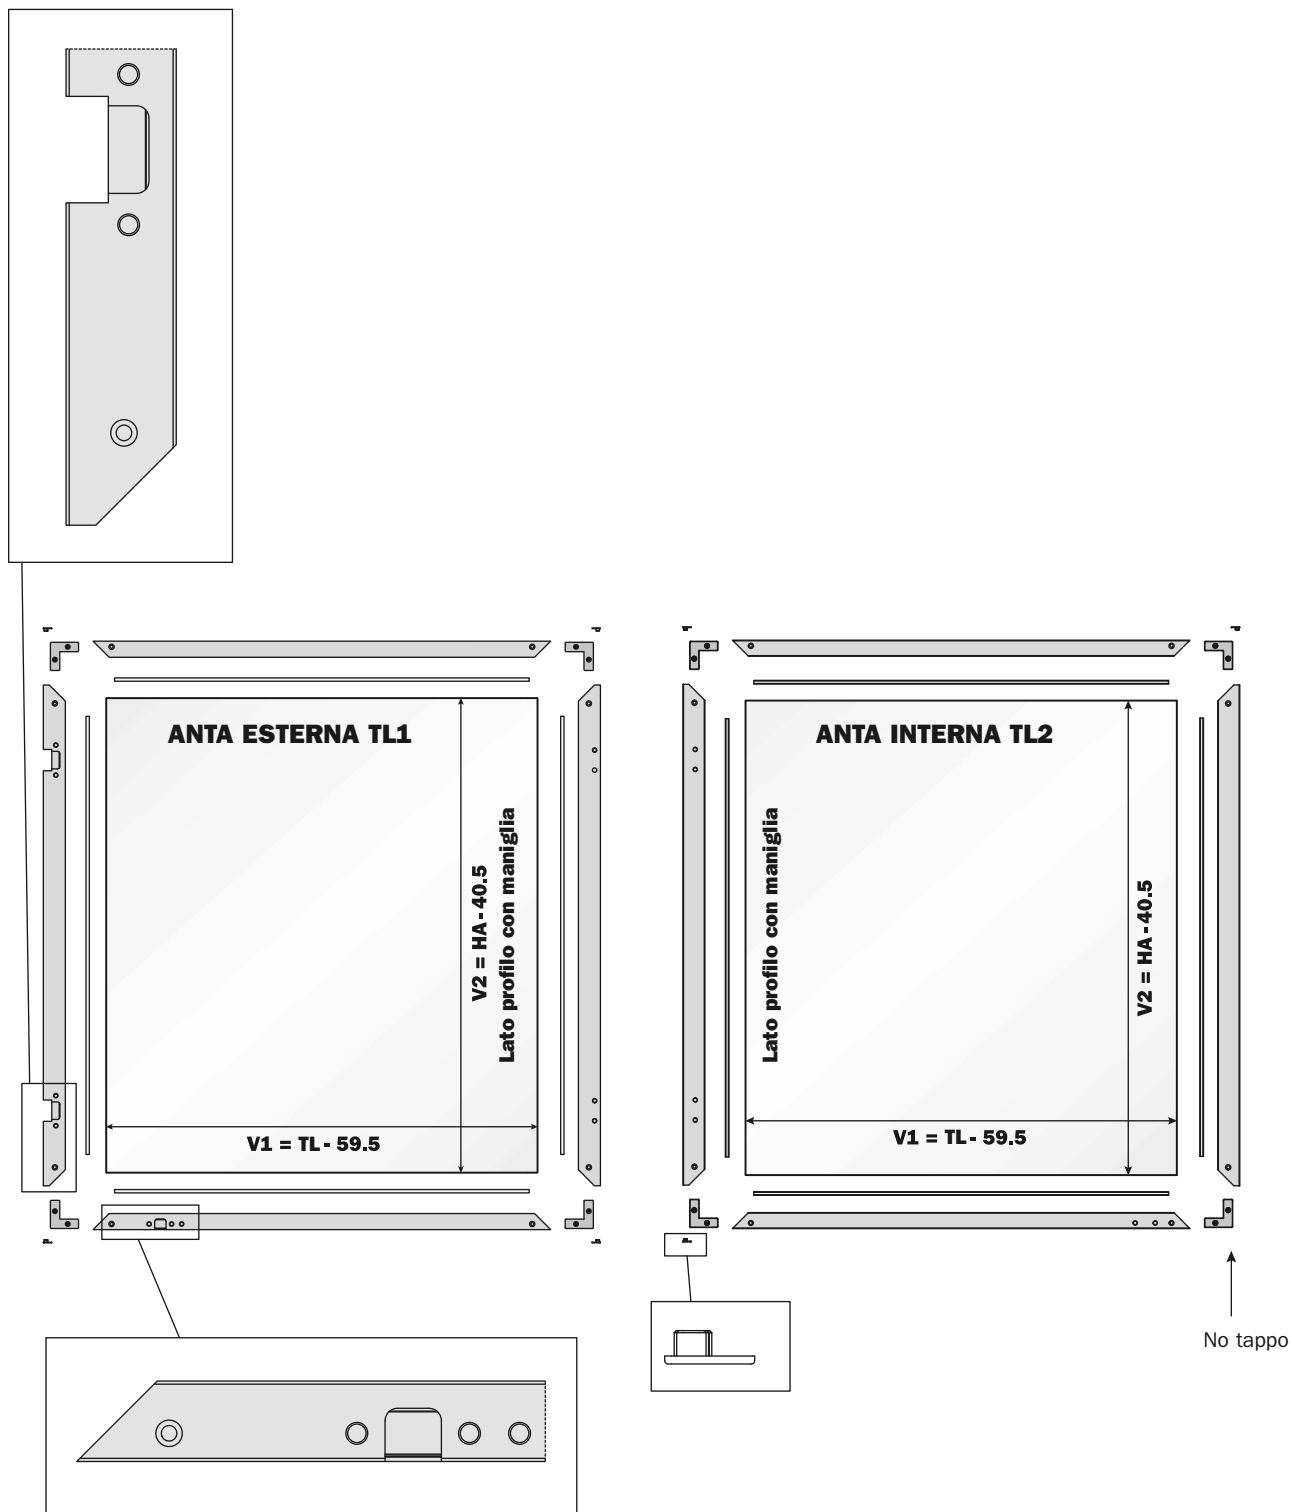 ANTA ESTERNA TL1
V2 = HA - 40.5
Lato profilo con maniglia
V1 = TL - 59.5
ANTA INTERNA TL2
Lato profilo con maniglia
V2 = HA - 40.5
V1 = TL - 59.5
No tappo